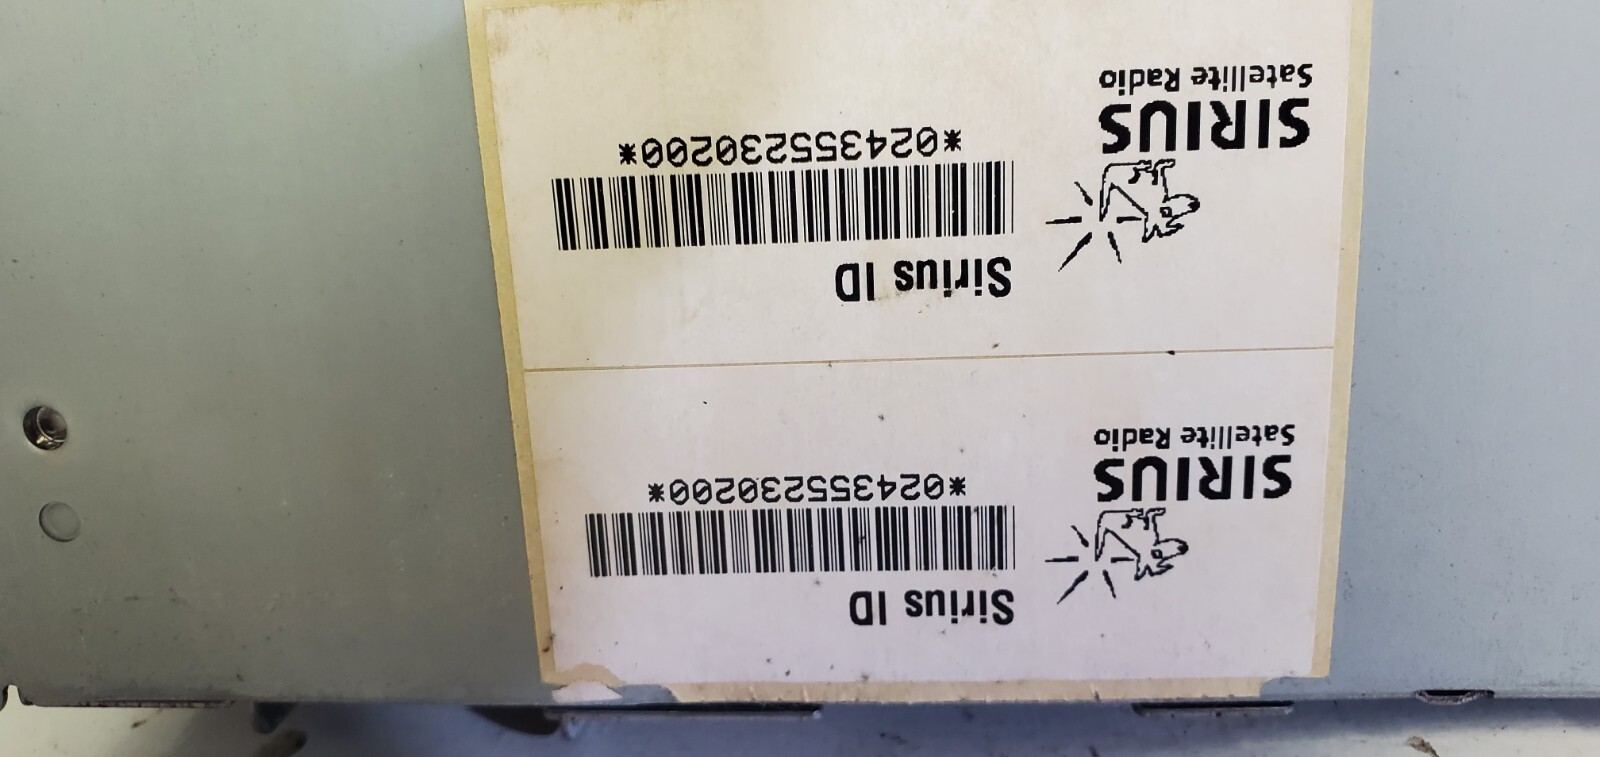 Sirius ID
*024355230200*
SIRIUS
Satellite Radio
Sirius ID
*024355230200*
SIRIUS
Satellite Radio